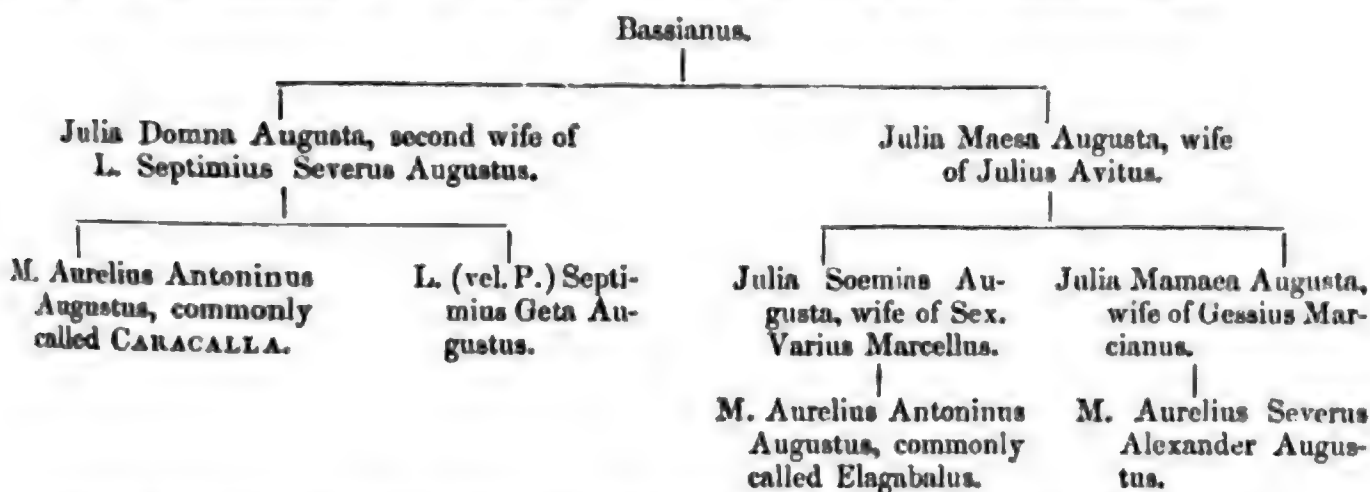 Bassianus.
Julia Domna Augusta, second wife of
L. Septimius Severus Augustus.
Julia Maesa Augusta, wife
of Julius Avitus.
M. Aurelius Antoninus
Augustus, commonly
called CARACALLA.
L. (vel. P.) Septi-
mius Geta Au-
gustus.
Julia Soemias Au-
gusta, wife of Sex.
Varius Marcellus.
Julia Mamaea Augusta,
wife of Gessius Mar-
cianus.
M. Aurelius Antoninus
Augustus, commonly
called Elagabalus.
M. Aurelius Severus
Alexander Augus-
tus.